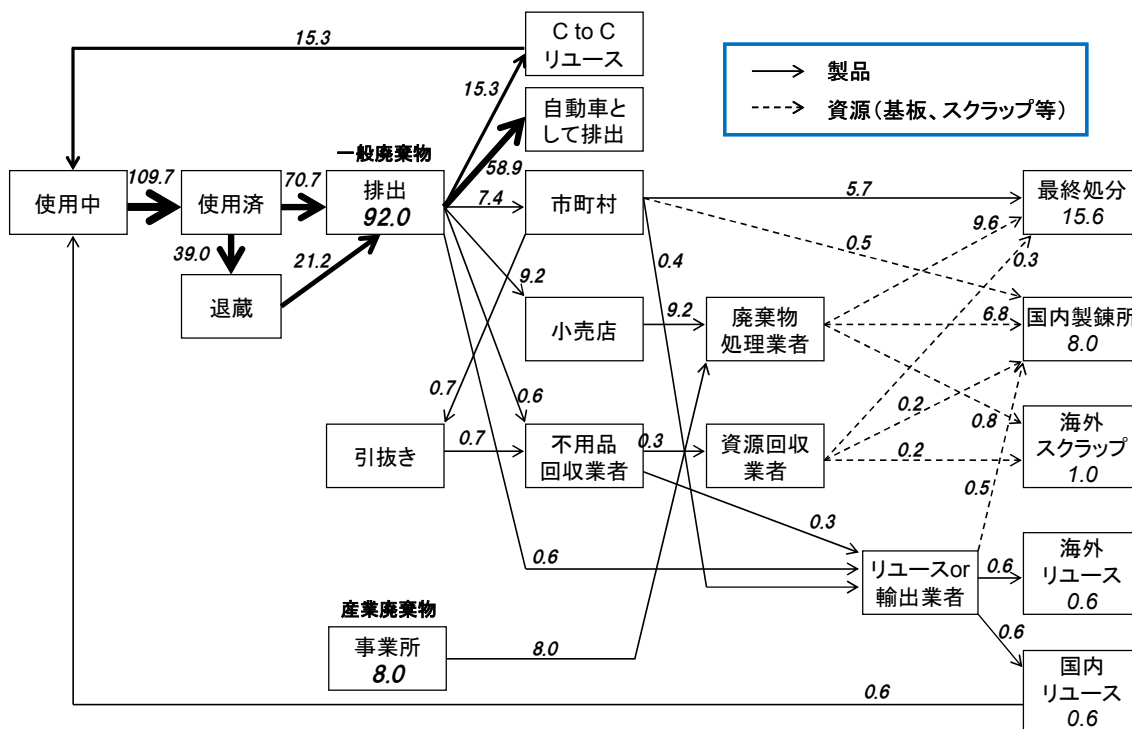 15.3
C to C
リユース
製品
資源(基板、スクラップ等)
15.3
自動車と
して排出
58.9
一般廃棄物
使用中
109.7
使用済
70.7
排出
92.0
7.4
市町村
5.7
最終処分
15.6
39.0
退蔵
21.2
9.2
0.4
0.5
9.6
0.3
小売店
9.2
廃棄物
処理業者
6.8
国内製錬所
8.0
0.7
0.6
0.2
0.8
引抜き
0.7
不用品
回収業者
0.3
資源回収
業者
0.2
海外
スクラップ
1.0
0.5
0.3
0.6
リユースor
輸出業者
0.6
海外
リユース
0.6
産業廃棄物
事業所
8.0
8.0
0.6
国内
リユース
0.6
0.6